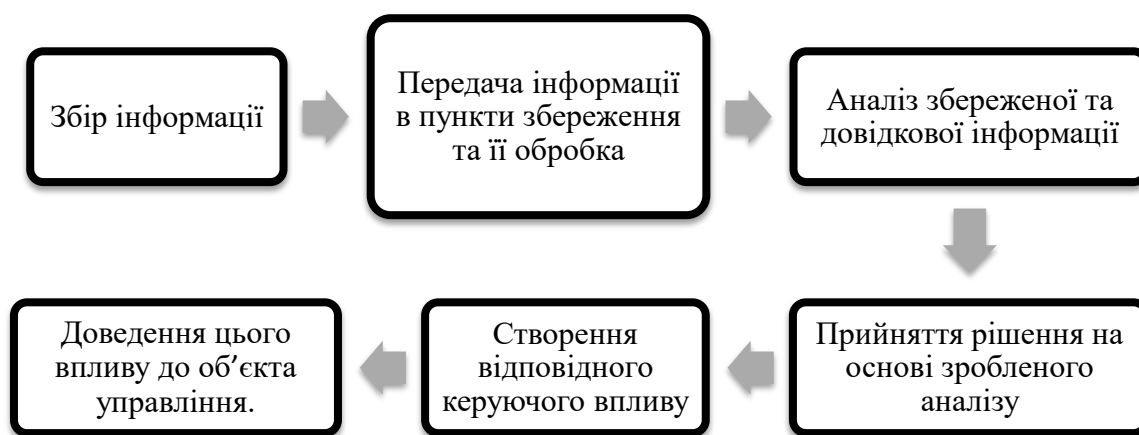 Збір інформації
Передача інформації
в пункти збереження
та її обробка
Аналіз збереженої та
довідкової інформації
Прийняття рішення на
основі зробленого
аналізу
Створення
відповідного
керуючого впливу
Доведення цього
впливу до об’єкта
управління.